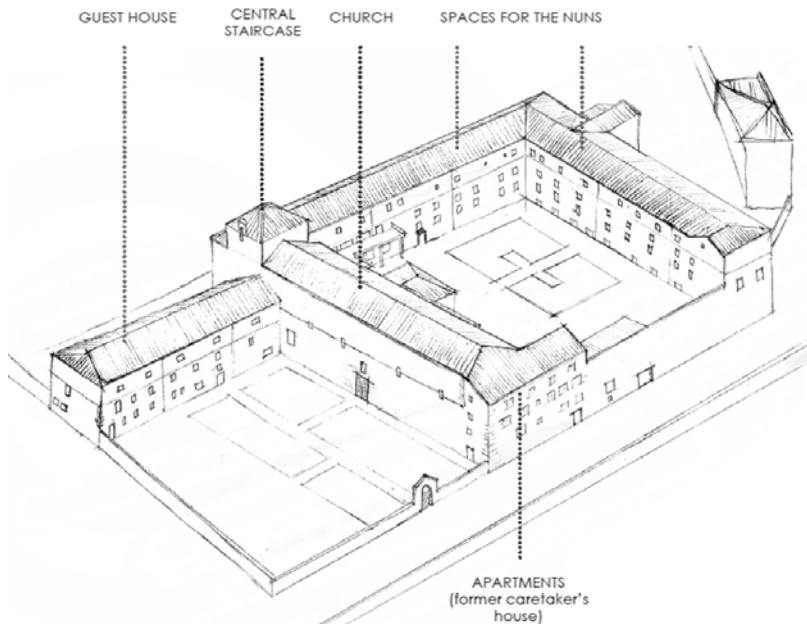 GUEST HOUSE
CENTRAL
STAIRCASE
CHURCH
SPACES FOR THE NUNS
APARTMENTS
(former caretaker's
house)